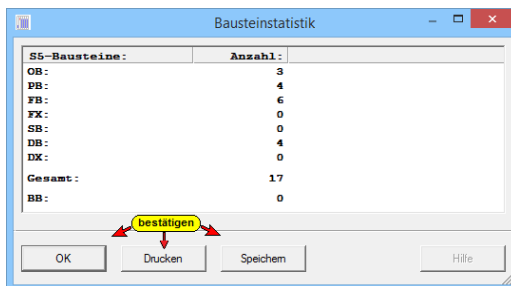 Bausteinstatistik
S5-Bausteine: Anzahl:
OB: 3
PB: 4
FB: 6
FX: 0
SB: 0
DB: 4
DX: 0
Gesamt: 17
BB: 0
bestätigen
OK Drucken Speichern Hilfe